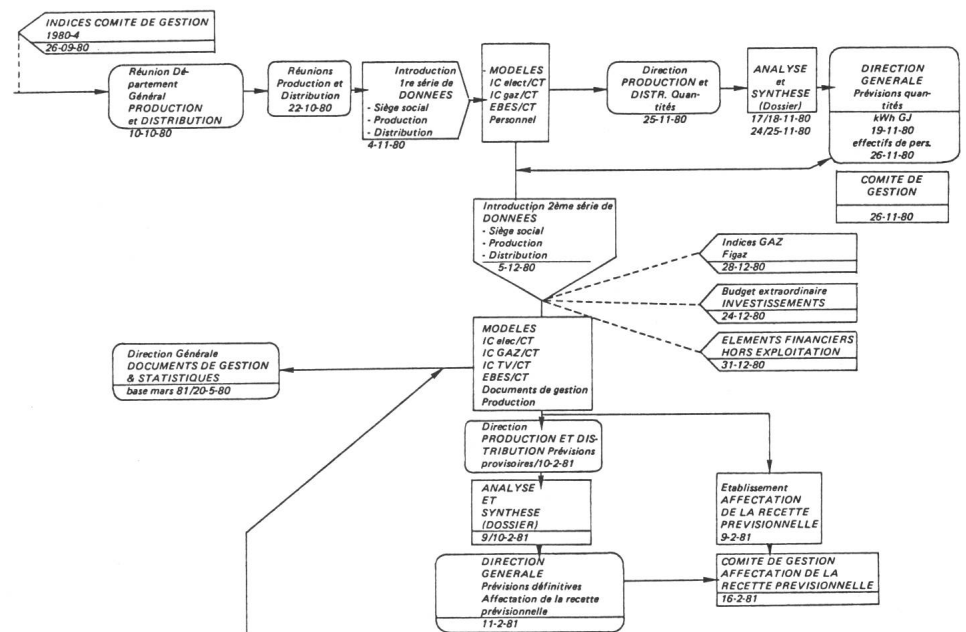 INDICES COMITE DE GESTION
1980-4
26-09-80
Réunion Dé-
partement
Général
PRODUCTION
et DISTRIBUTION
10-10-80
Réunions
Production et
Distribution
22-10-80
Introduction
1re série de
DONNEES
- Siège social
- Production
- Distribution
4-11-80
- MODELES
IC elect/CT
IC gaz/CT
EBES/CT
Personnel
Direction
PRODUCTION et
DISTR. Quan-
tités
25-11-80
ANALYSE
et
SYNTHESE
(Dossier)
17/18-11-80
24/25-11-80
DIRECTION
GENERALE
Prévisions quan-
tités
kWh GJ
19-11-80
effectifs de pers.
26-11-80
COMITE DE
GESTION
26-11-80
Introduction 2ème série de
DONNEES
- Siège social
- Production
- Distribution
5-12-80
Indices GAZ
Figaz
28-12-80
Budget extraordinaire
INVESTISSEMENTS
24-12-80
ELEMENTS FINANCIERS
HORS EXPLOITATION
31-12-80
MODELES
IC elec/CT
IC GAZ/CT
IC TV/CT
EBES/CT
Documents de gestion
Production
Direction Générale
DOCUMENTS DE GESTION
& STATISTIQUES
base mars 81/20-5-80
Direction
PRODUCTION ET DIS-
TRIBUTION Prévisions
provisoires/10-2-81
ANALYSE
ET
SYNTHESE
(DOSSIER)
9/10-2-81
Etablissement
AFFECTATION
DE LA RECETTE
PREVISIONNELLE
9-2-81
DIRECTION
GENERALE
Prévisions définitives
Affectation de la recette
prévisionnelle
11-2-81
COMITE DE GESTION
AFFECTATION DE LA
RECETTE PREVISIONNELLE
16-2-81